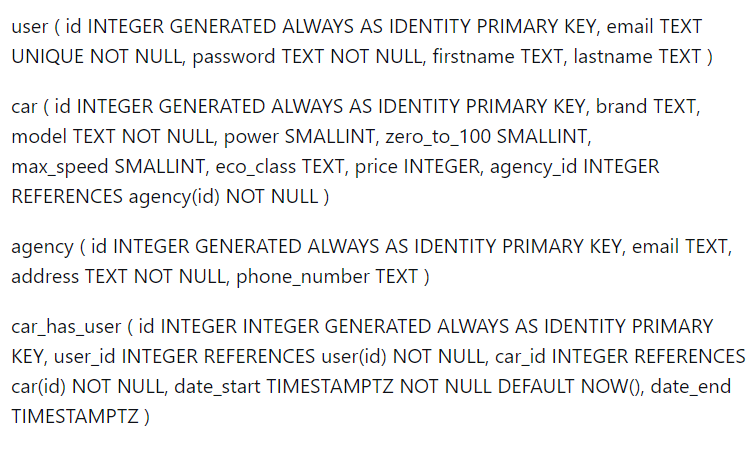 user ( id INTEGER GENERATED ALWAYS AS IDENTITY PRIMARY KEY, email TEXT
UNIQUE NOT NULL, password TEXT NOT NULL, firstname TEXT, lastname TEXT )
car ( id INTEGER GENERATED ALWAYS AS IDENTITY PRIMARY KEY, brand TEXT,
model TEXT NOT NULL, power SMALLINT, zero_to_100 SMALLINT,
max_speed SMALLINT, eco_class TEXT, price INTEGER, agency_id INTEGER
REFERENCES agency(id) NOT NULL )
agency ( id INTEGER GENERATED ALWAYS AS IDENTITY PRIMARY KEY, email TEXT,
address TEXT NOT NULL, phone_number TEXT )
car_has_user ( id INTEGER INTEGER GENERATED ALWAYS AS IDENTITY PRIMARY
KEY, user_id INTEGER REFERENCES user(id) NOT NULL, car_id INTEGER REFERENCES
car(id) NOT NULL, date_start TIMESTAMPTZ NOT NULL DEFAULT NOW(), date_end
TIMESTAMPTZ )